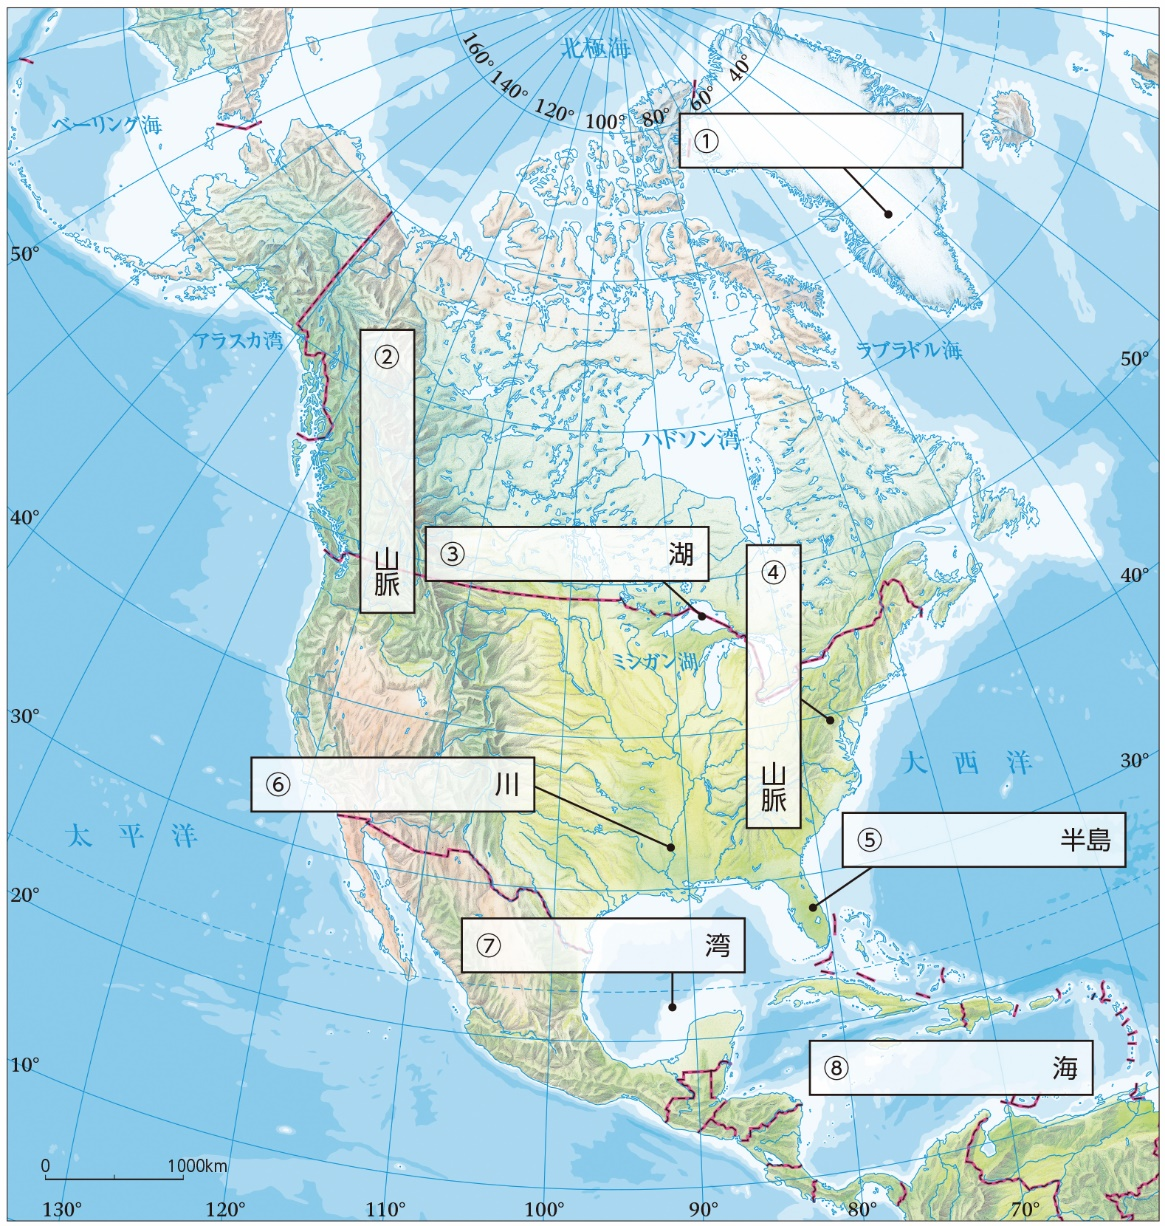 北極海
160° 140° 120° 100° 80° 60° 40°
ベーリング海
①
50°
アラスカ湾
ラブラドル海
50°
②
山脈
ハドソン湾
40°
③ 湖
④
山脈
40°
ミシガン湖
30°
大西洋
30°
⑥ 川
太平洋
⑤ 半島
20°
⑦ 湾
20°
10°
⑧ 海
0 1000km
130° 120° 110° 100° 90° 80° 70°